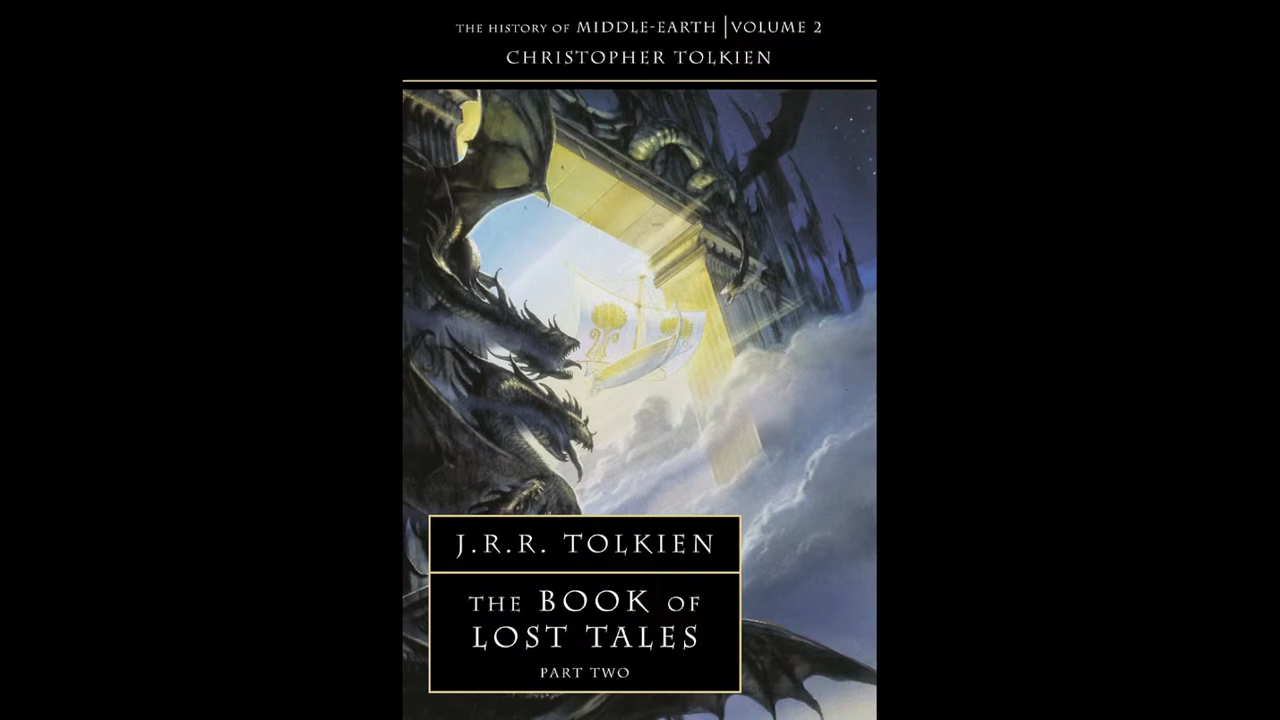 THE HISTORY OF MIDDLE-EARTH | VOLUME 2
CHRISTOPHER TOLKIEN
J.R.R. TOLKIEN
THE BOOK OF
LOST TALES
PART TWO